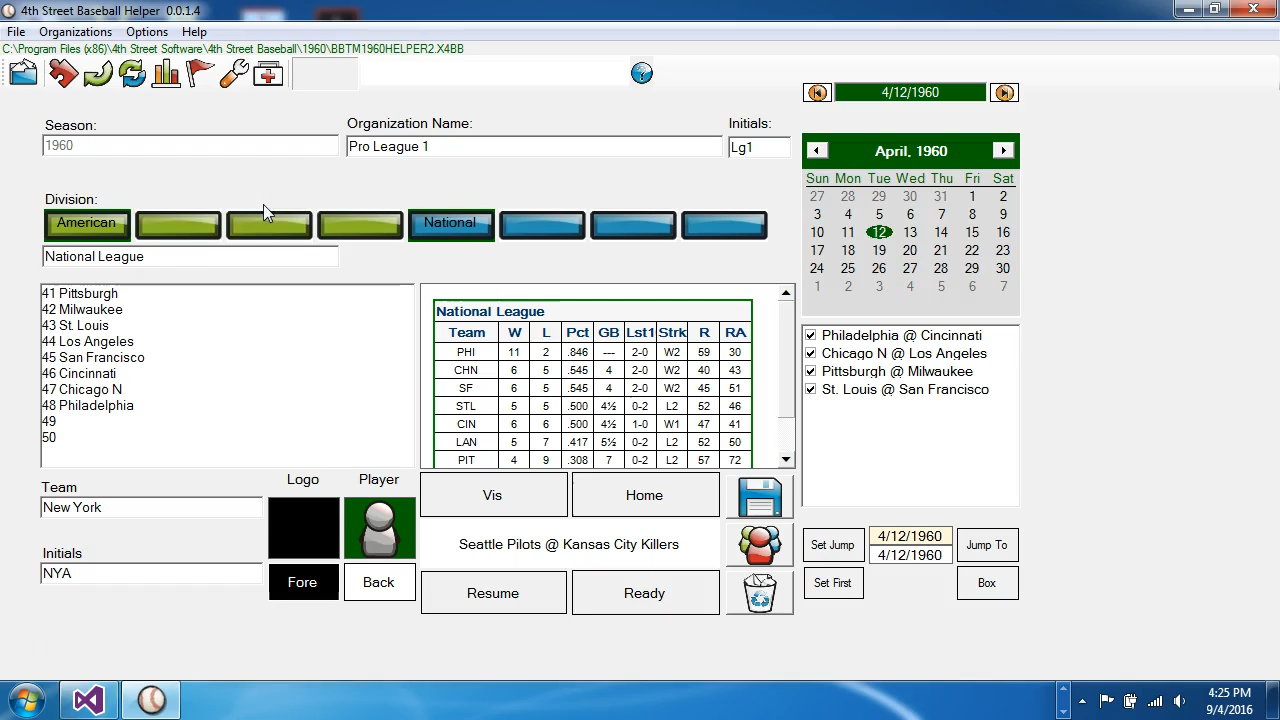 4th Street Baseball Helper 0.0.1.4
File Organizations Options Help
C:\Program Files (x86)\4th Street Software\4th Street Baseball\1960\BBTM1960HELPER2.X4BB
4/12/1960
Season: Organization Name: Initials:
1960 Pro League 1 Lg1
April, 1960
Sun Mon Tue Wed Thu Fri Sat
27 28 29 30 31 1 2
3 4 5 6 7 8 9
10 11 12 13 14 15 16
17 18 19 20 21 22 23
24 25 26 27 28 29 30
1 2 3 4 5 6 7
Division:
American National
National League
41 Pittsburgh
42 Milwaukee
43 St. Louis
44 Los Angeles
45 San Francisco
46 Cincinnati
47 Chicago N
48 Philadelphia
49
50
National League
Team W L Pct GB Lst1 Strk R RA
PHI 11 2 .846 --- 2-0 W2 59 30
CHN 6 5 .545 4 2-0 W2 40 43
SF 6 5 .545 4 2-0 W2 45 51
STL 5 5 .500 4½ 0-2 L2 52 46
CIN 6 6 .500 4½ 1-0 W1 47 41
LAN 5 7 .417 5½ 0-2 L2 52 50
PIT 4 9 .308 7 0-2 L2 57 72
Philadelphia @ Cincinnati
Chicago N @ Los Angeles
Pittsburgh @ Milwaukee
St. Louis @ San Francisco
Team
New York
Initials
NYA
Logo Player
Fore Back
Vis Home
Seattle Pilots @ Kansas City Killers
Resume Ready
Set Jump 4/12/1960 Jump To
4/12/1960
Set First Box
4:25 PM
9/4/2016